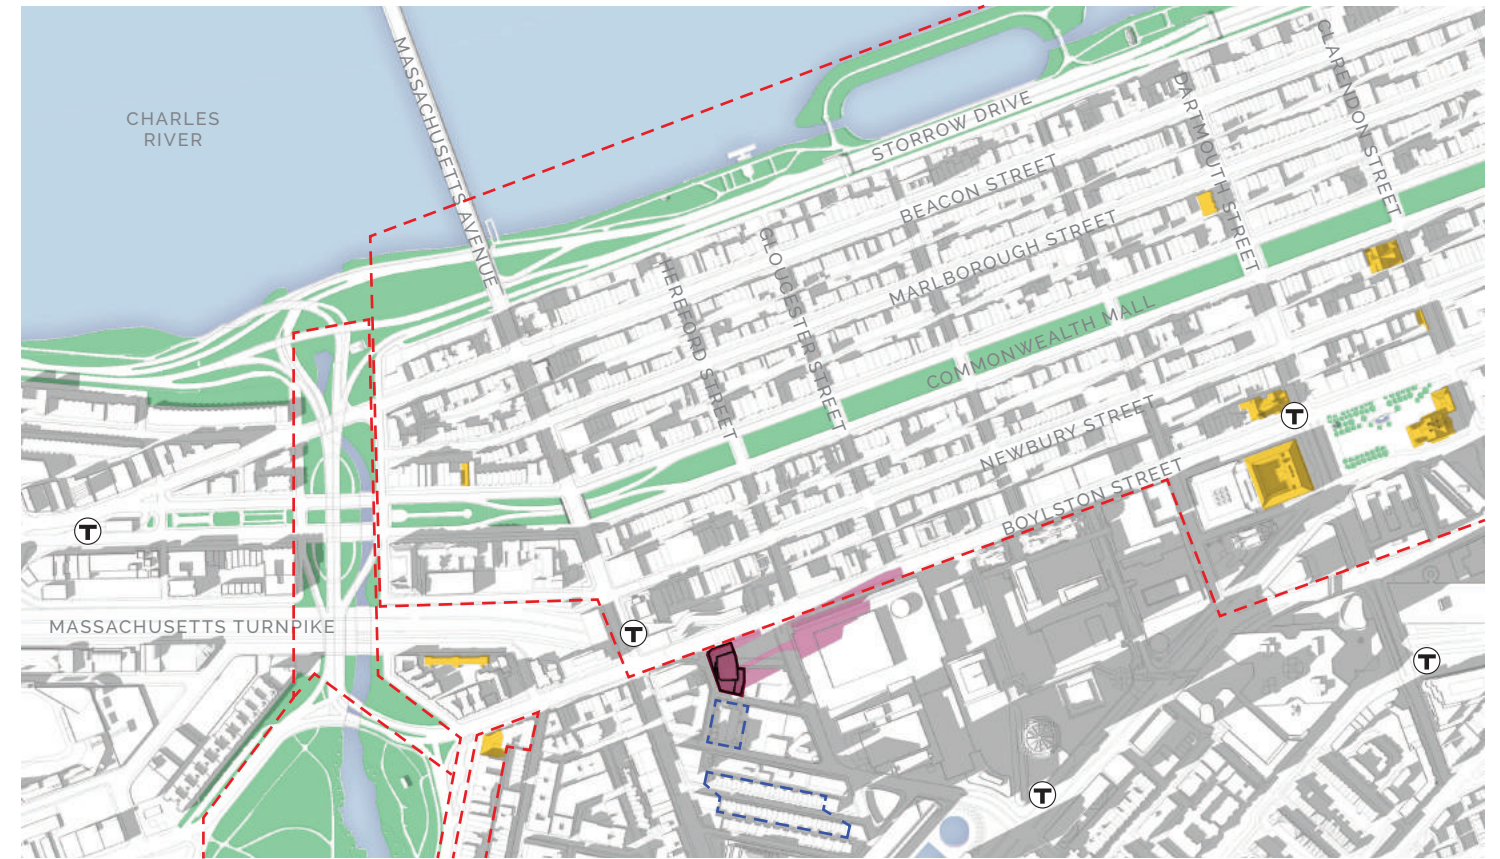 CHARLES
RIVER
MASSACHUSETTS AVENUE
STORROW DRIVE
BEACON STREET
MARLBOROUGH STREET
COMMONWEALTH MALL
NEWBURY STREET
BOYLSTON STREET
HEREFORD STREET
GLOUCESTER STREET
DARTMOUTH STREET
CLARENDON STREET
MASSACHUSETTS TURNPIKE
T
T
T
T
T